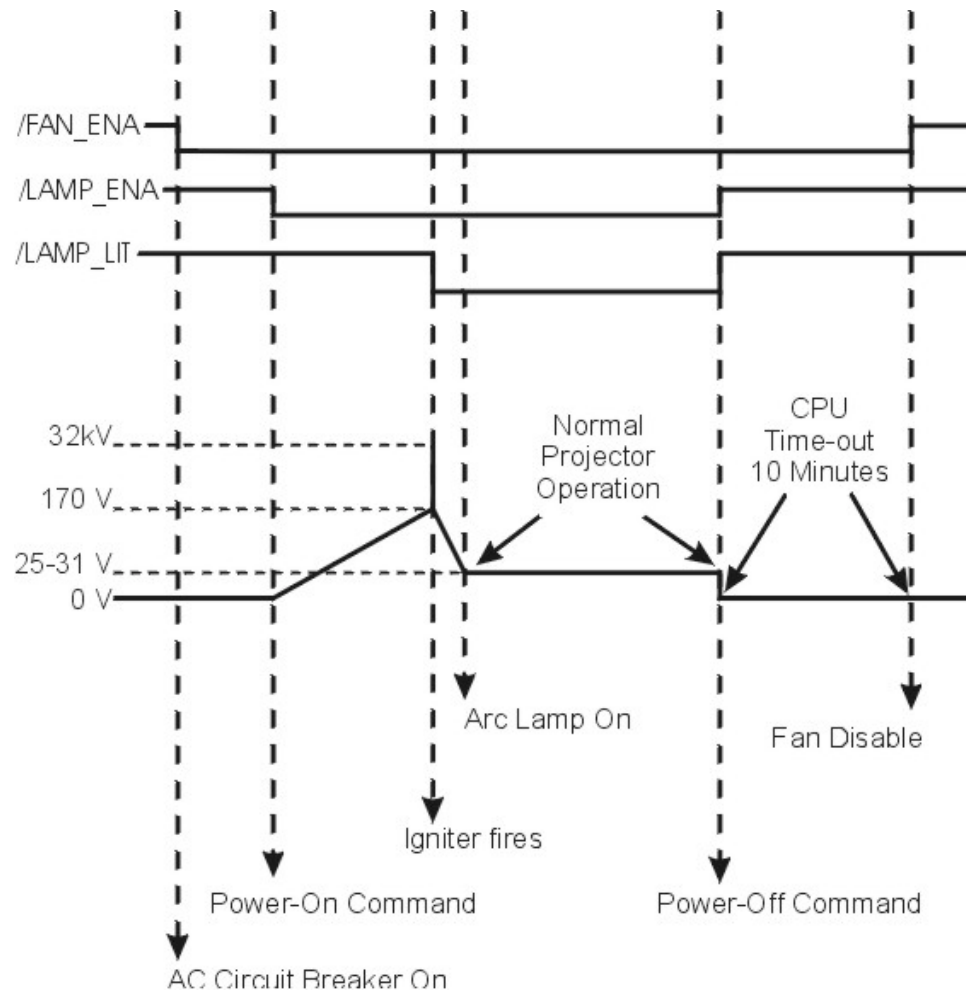 /FAN_ENA
/LAMP_ENA
/LAMP_LIT
32kV
170 V
25-31 V
0 V
Normal
Projector
Operation
CPU
Time-out
10 Minutes
Arc Lamp On
Fan Disable
Igniter fires
Power-On Command
Power-Off Command
AC Circuit Breaker On